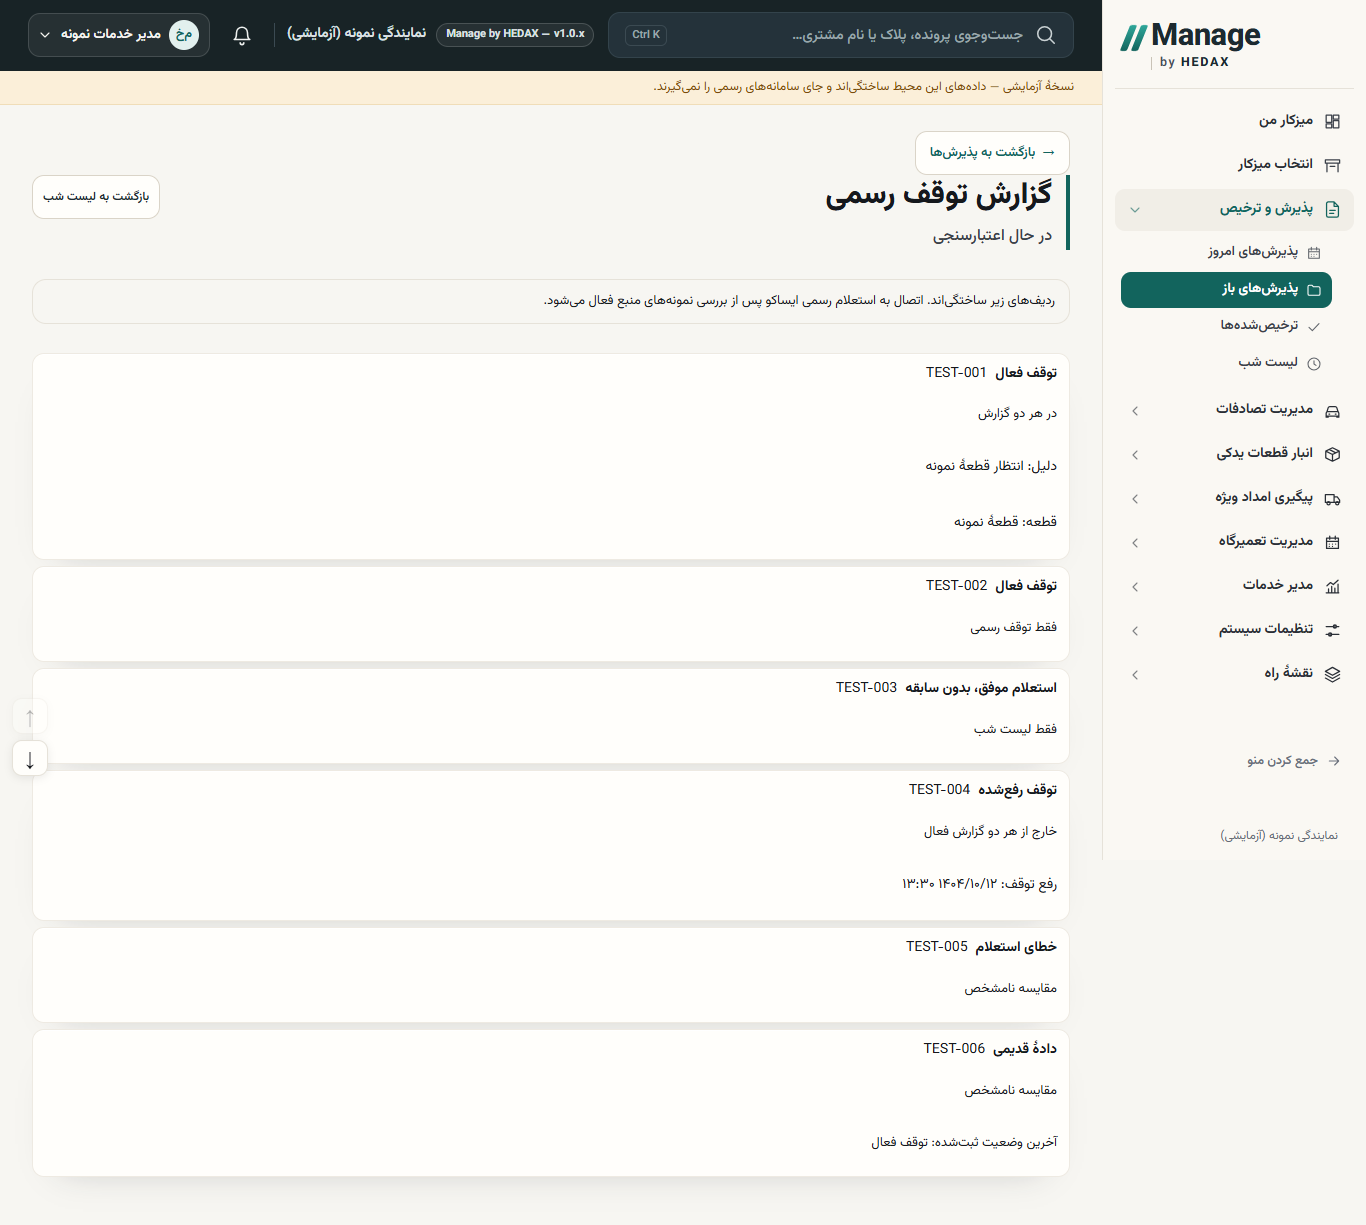 Manage
by HEDAX
جست‌وجوی پرونده، پلاک یا نام مشتری...
Ctrl K
Manage by HEDAX — v1.0.x
نمایندگی نمونه (آزمایشی)
م‌خ
مدیر خدمات نمونه
نسخهٔ آزمایشی — داده‌های این محیط ساختگی‌اند و جای سامانه‌های رسمی را نمی‌گیرند.
میزکار من
انتخاب میزکار
پذیرش و ترخیص
پذیرش‌های امروز
پذیرش‌های باز
ترخیص‌شده‌ها
لیست شب
مدیریت تصادفات
انبار قطعات یدکی
پیگیری امداد ویژه
مدیریت تعمیرگاه
مدیر خدمات
تنظیمات سیستم
نقشهٔ راه
جمع کردن منو
نمایندگی نمونه (آزمایشی)
→ بازگشت به پذیرش‌ها
گزارش توقف رسمی
در حال اعتبارسنجی
بازگشت به لیست شب
ردیف‌های زیر ساختگی‌اند. اتصال به استعلام رسمی ایساکو پس از بررسی نمونه‌های منبع فعال می‌شود.
توقف فعال TEST-001
در هر دو گزارش
دلیل: انتظار قطعهٔ نمونه
قطعه: قطعهٔ نمونه
توقف فعال TEST-002
فقط توقف رسمی
استعلام موفق، بدون سابقه TEST-003
فقط لیست شب
توقف رفع‌شده TEST-004
خارج از هر دو گزارش فعال
رفع توقف: ۱۴۰۴/۱۰/۱۲ ۱۳:۳۰
خطای استعلام TEST-005
مقایسه نامشخص
دادهٔ قدیمی TEST-006
مقایسه نامشخص
آخرین وضعیت ثبت‌شده: توقف فعال
↑
↓